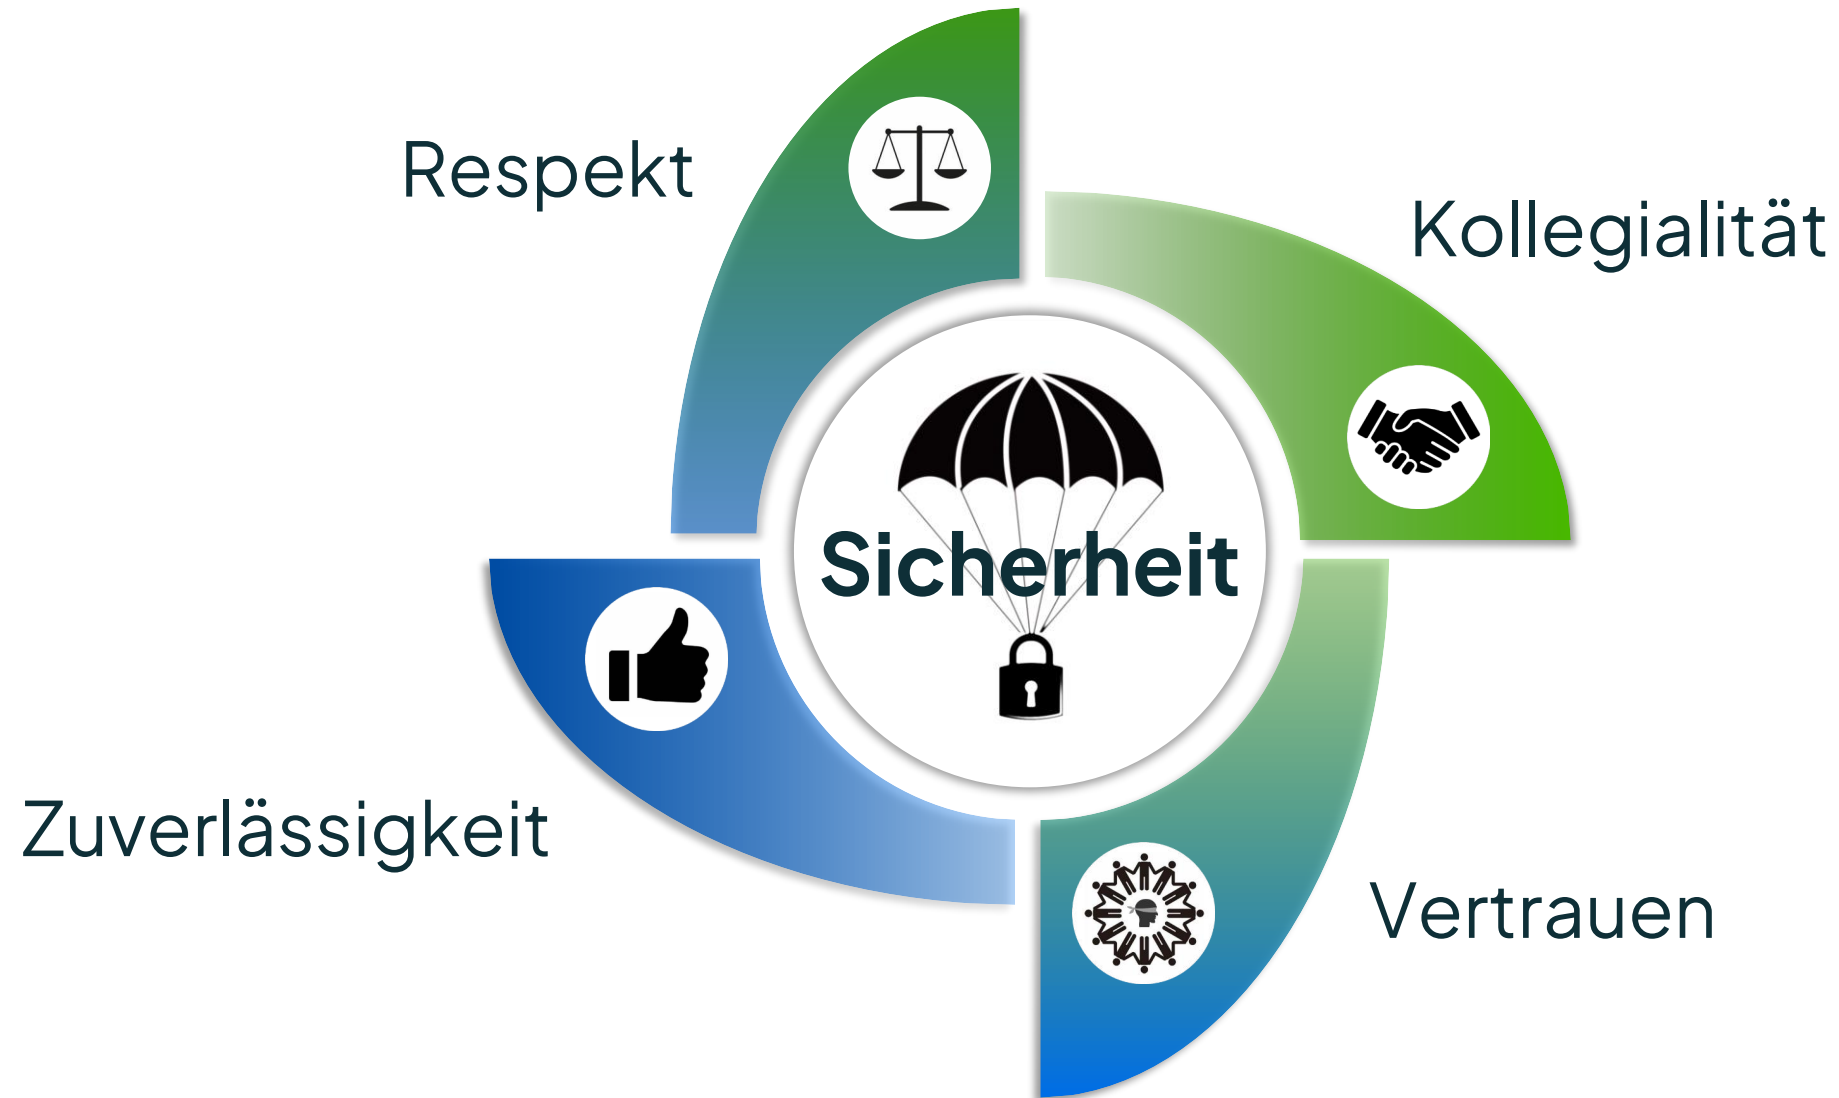 Respekt
Kollegialität
Sicherheit
Zuverlässigkeit
Vertrauen